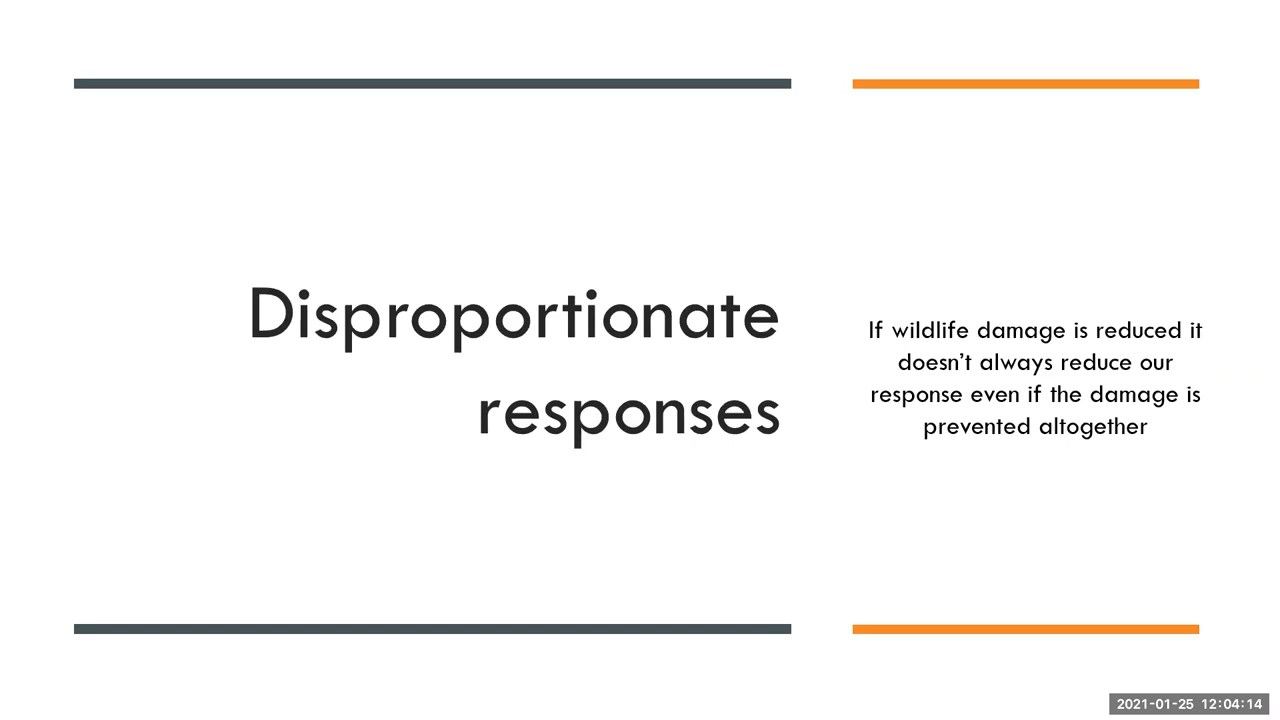 Disproportionate
responses
If wildlife damage is reduced it
doesn’t always reduce our
response even if the damage is
prevented altogether
2021-01-25 12:04:14